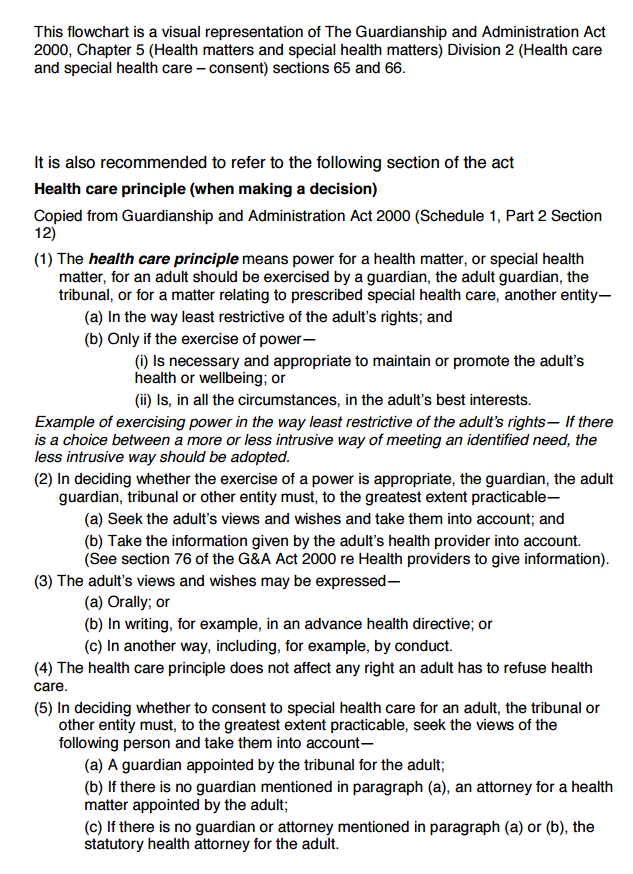 This flowchart is a visual representation of The Guardianship and Administration Act
2000, Chapter 5 (Health matters and special health matters) Division 2 (Health care
and special health care – consent) sections 65 and 66.
It is also recommended to refer to the following section of the act
Health care principle (when making a decision)
Copied from Guardianship and Administration Act 2000 (Schedule 1, Part 2 Section
12)
(1) The health care principle means power for a health matter, or special health
matter, for an adult should be exercised by a guardian, the adult guardian, the
tribunal, or for a matter relating to prescribed special health care, another entity—
(a) In the way least restrictive of the adult's rights; and
(b) Only if the exercise of power—
(i) Is necessary and appropriate to maintain or promote the adult's
health or wellbeing; or
(ii) Is, in all the circumstances, in the adult's best interests.
Example of exercising power in the way least restrictive of the adult's rights— If there
is a choice between a more or less intrusive way of meeting an identified need, the
less intrusive way should be adopted.
(2) In deciding whether the exercise of a power is appropriate, the guardian, the adult
guardian, tribunal or other entity must, to the greatest extent practicable—
(a) Seek the adult's views and wishes and take them into account; and
(b) Take the information given by the adult's health provider into account.
(See section 76 of the G&A Act 2000 re Health providers to give information).
(3) The adult's views and wishes may be expressed—
(a) Orally; or
(b) In writing, for example, in an advance health directive; or
(c) In another way, including, for example, by conduct.
(4) The health care principle does not affect any right an adult has to refuse health
care.
(5) In deciding whether to consent to special health care for an adult, the tribunal or
other entity must, to the greatest extent practicable, seek the views of the
following person and take them into account—
(a) A guardian appointed by the tribunal for the adult;
(b) If there is no guardian mentioned in paragraph (a), an attorney for a health
matter appointed by the adult;
(c) If there is no guardian or attorney mentioned in paragraph (a) or (b), the
statutory health attorney for the adult.